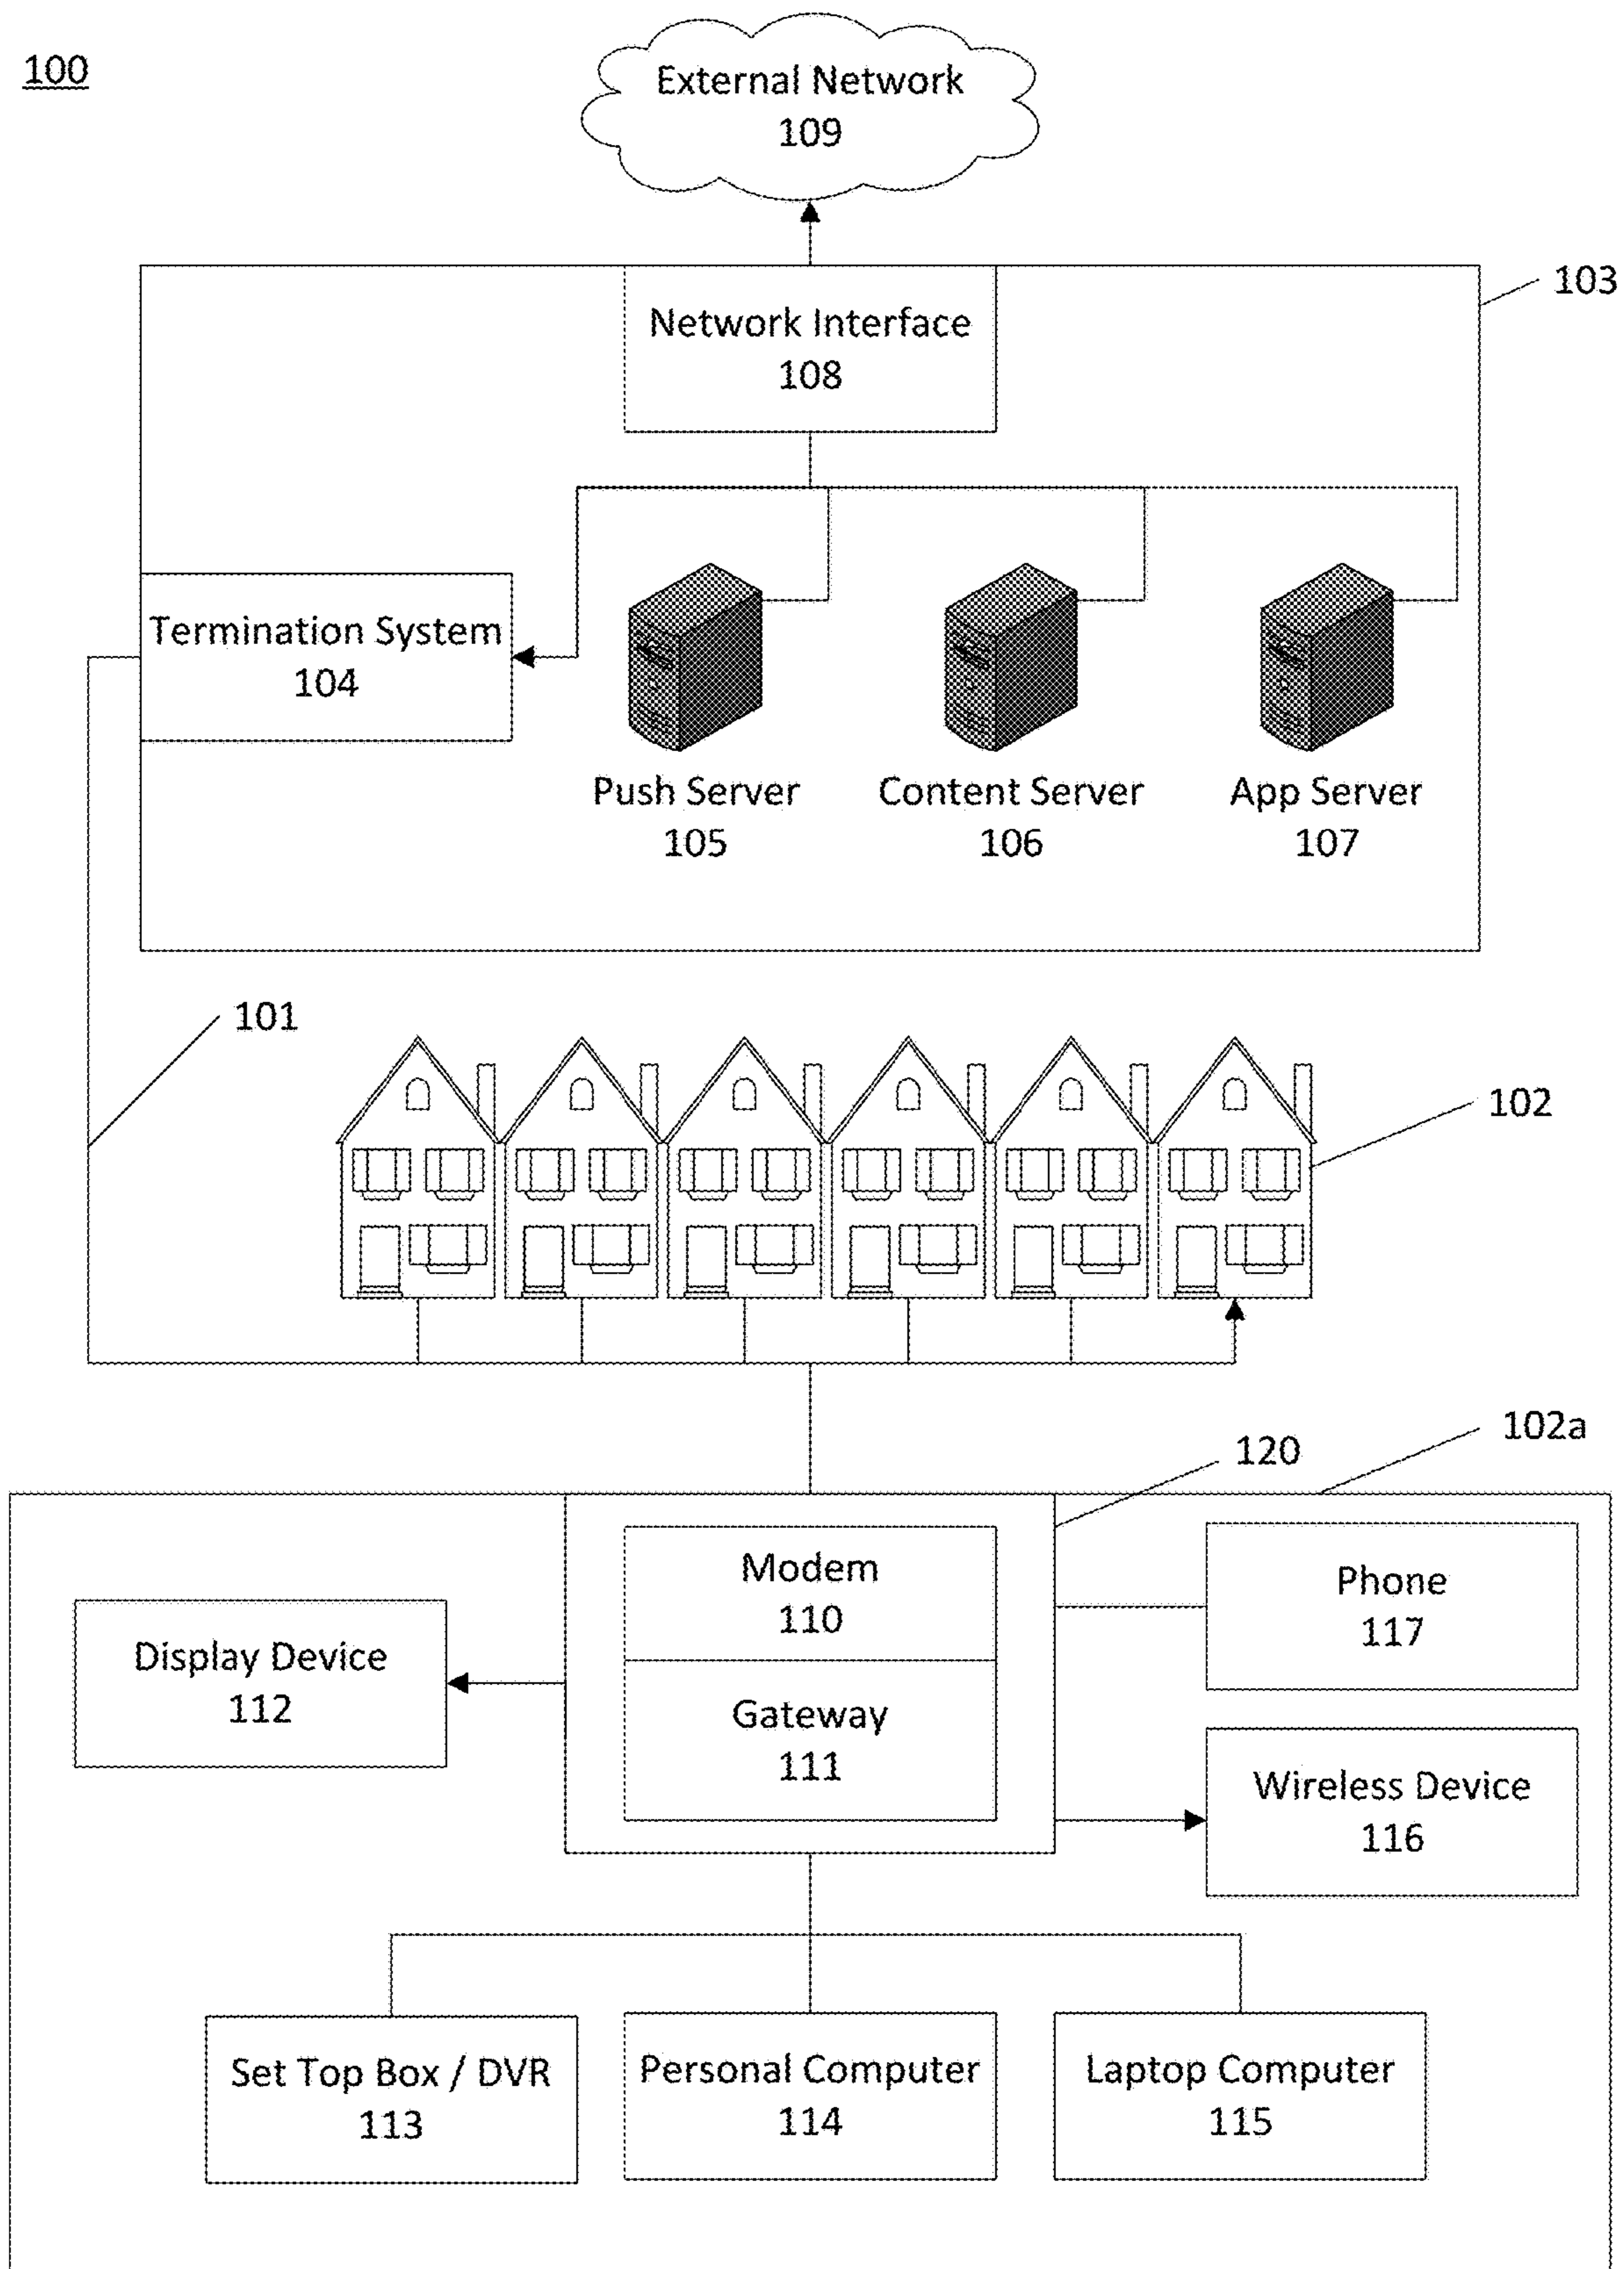 100
External Network
109
103
Network Interface
108
Termination System
104
Push Server
105
Content Server
106
App Server
107
101
102
102a
120
Modem
110
Phone
117
Display Device
112
Gateway
111
Wireless Device
116
Set Top Box / DVR
113
Personal Computer
114
Laptop Computer
115